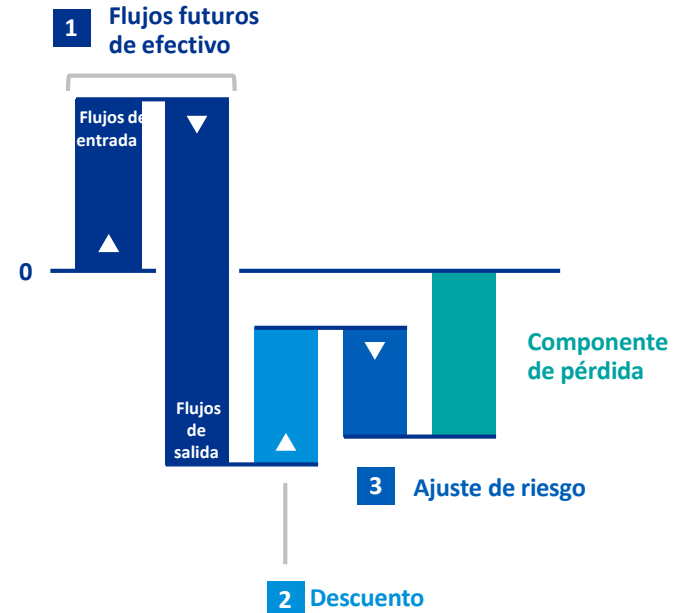 1
Flujos futuros
de efectivo
Flujos de
entrada
0
Flujos
de
salida
Componente
de pérdida
3
Ajuste de riesgo
2
Descuento